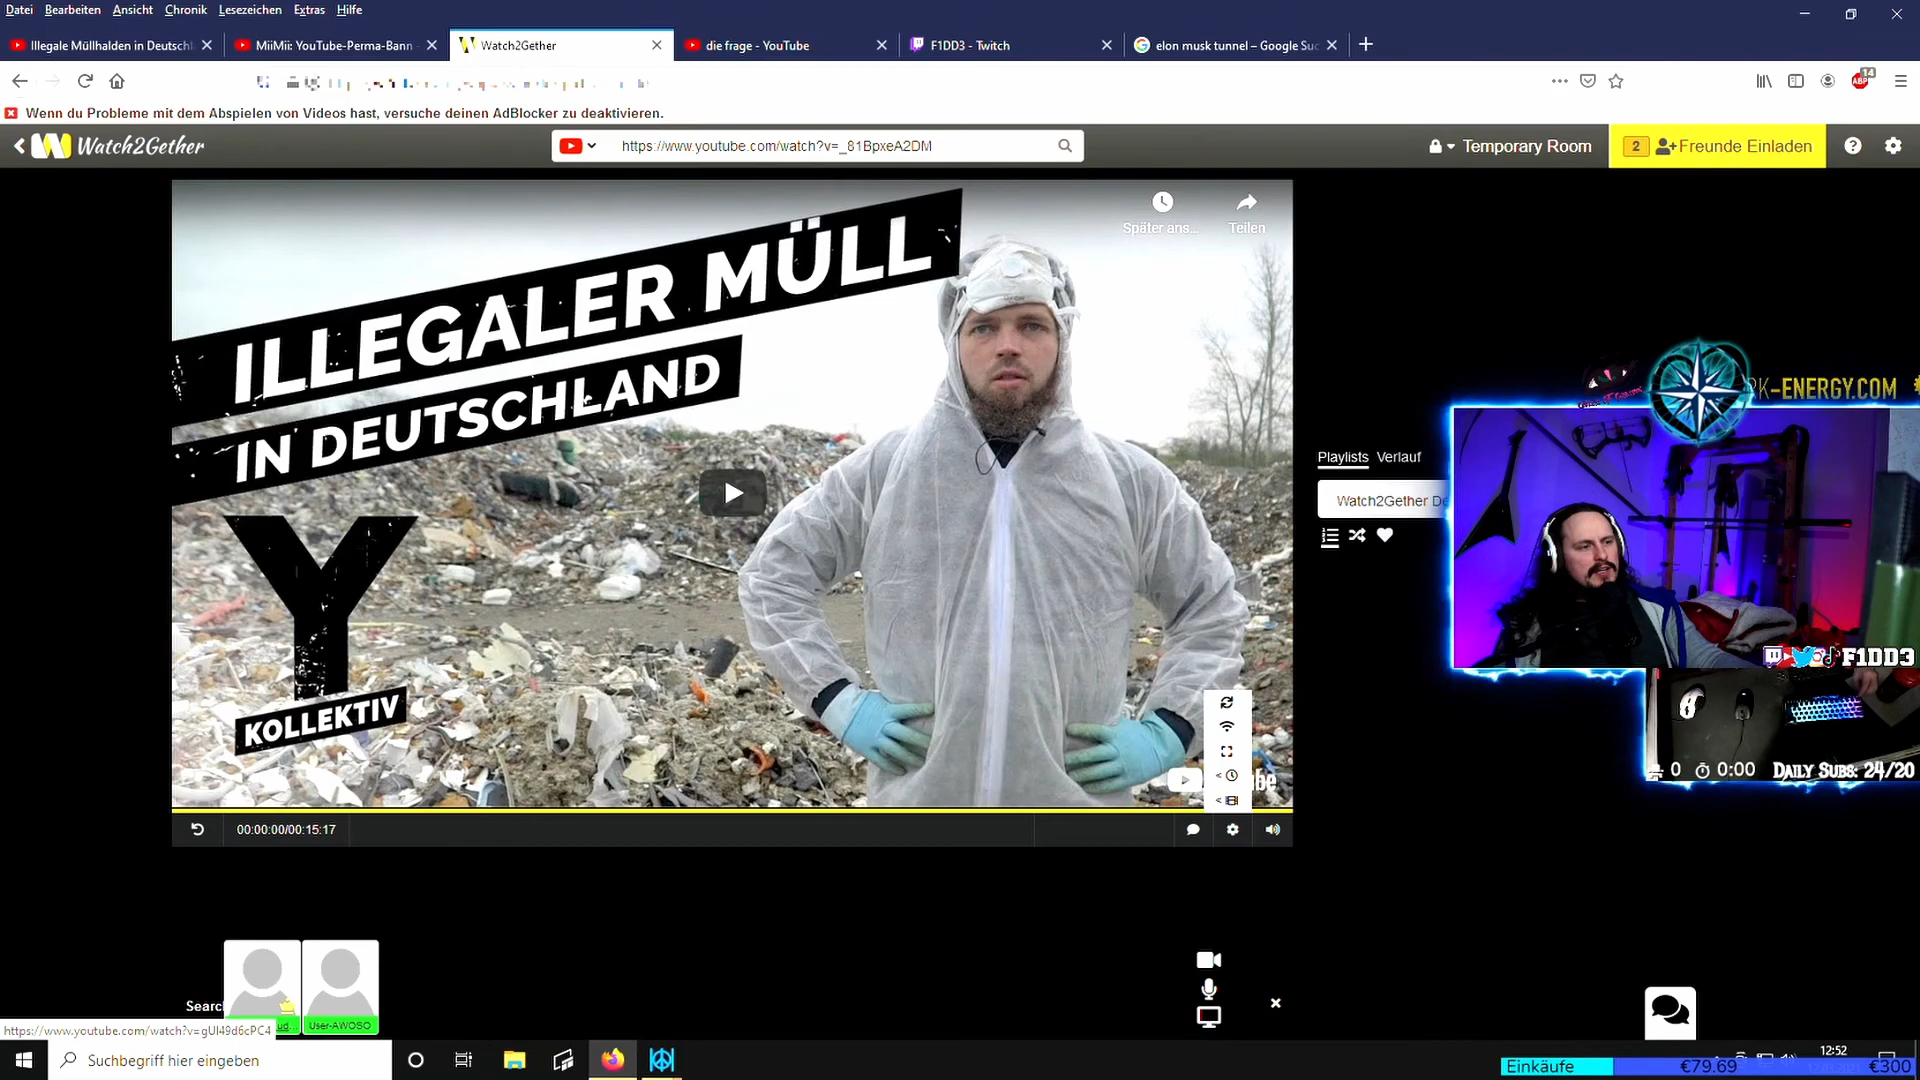 Datei Bearbeiten Ansicht Chronik Lesezeichen Extras Hilfe
Illegale Müllhalden in Deutschl
MiiMii: YouTube-Perma-Bann
Watch2Gether
die frage - YouTube
F1DD3 - Twitch
elon musk tunnel – Google Suc
ABP 14
Wenn du Probleme mit dem Abspielen von Videos hast, versuche deinen AdBlocker zu deaktivieren.
Watch2Gether
https://www.youtube.com/watch?v=_81BpxeA2DM
Temporary Room
2 Freunde Einladen
Später ans...
Teilen
ILLEGALER MÜLL
IN DEUTSCHLAND
Y
KOLLEKTIV
RK-ENERGY.COM
Playlists Verlauf
Watch2Gether De
F1DD3
0 0:00 DAILY SUBS: 24/20
00:00:00/00:15:17
Searc
User-AWOSO
https://www.youtube.com/watch?v=gUI49d6cPC4
Suchbegriff hier eingeben
12:52
Einkäufe €79.69 €300